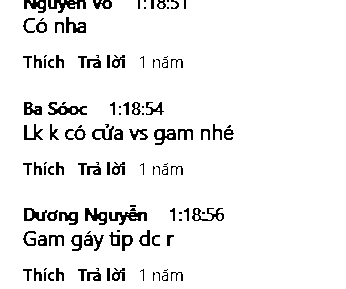 Nguyễn Võ 1:18:51
Có nha
Thích Trả lời 1 năm
Ba Sóoc 1:18:54
Lk k có cửa vs gam nhé
Thích Trả lời 1 năm
Dương Nguyễn 1:18:56
Gam gáy tip dc r
Thích Trả lời 1 năm